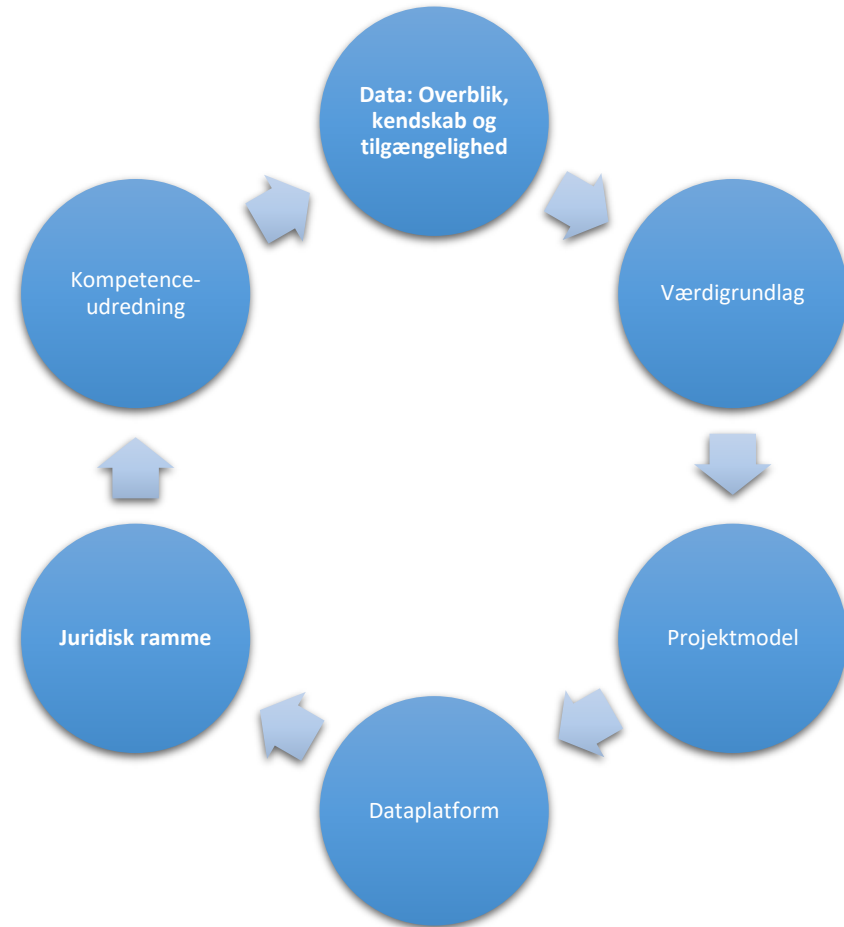 Data: Overblik,
kendskab og
tilgængelighed
Værdigrundlag
Projektmodel
Dataplatform
Juridisk ramme
Kompetence-
udredning